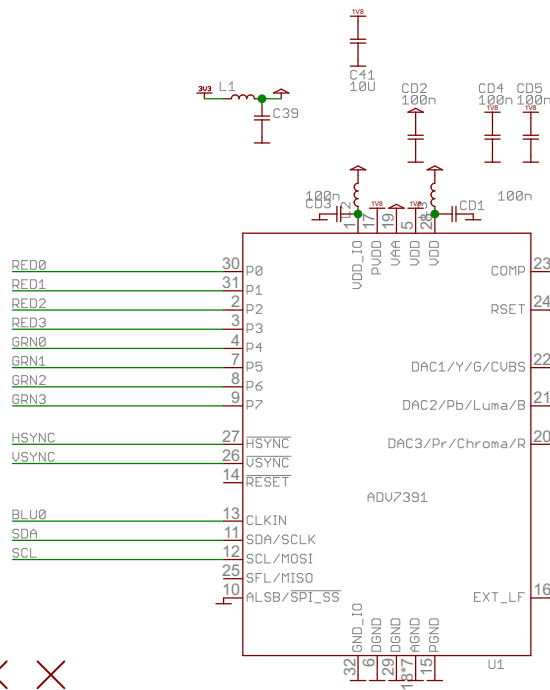 1V8
C41
10U
3V3
L1
C39
CD2
100n
CD4 CD5
100n 100n
1V8 1V8
100n
CD3
1V8
1V8
CD1
100n
1 17 19 5 28
VDD_IO PVDD VAA VDD VDD
RED0 30 P0
RED1 31 P1
RED2 2 P2
RED3 3 P3
GRN0 4 P4
GRN1 7 P5
GRN2 8 P6
GRN3 9 P7
HSYNC 27 HSYNC
VSYNC 26 VSYNC
14 RESET
BLU0 13 CLKIN
SDA 11 SDA/SCLK
SCL 12 SCL/MOSI
25 SFL/MISO
10 ALSB/SPI_SS
COMP 23
RSET 24
DAC1/Y/G/CVBS 22
DAC2/Pb/Luma/B 21
DAC3/Pr/Chroma/R 20
ADV7391
EXT_LF 16
GND_IO DGND DGND AGND PGND
32 6 29 18*7 15
U1